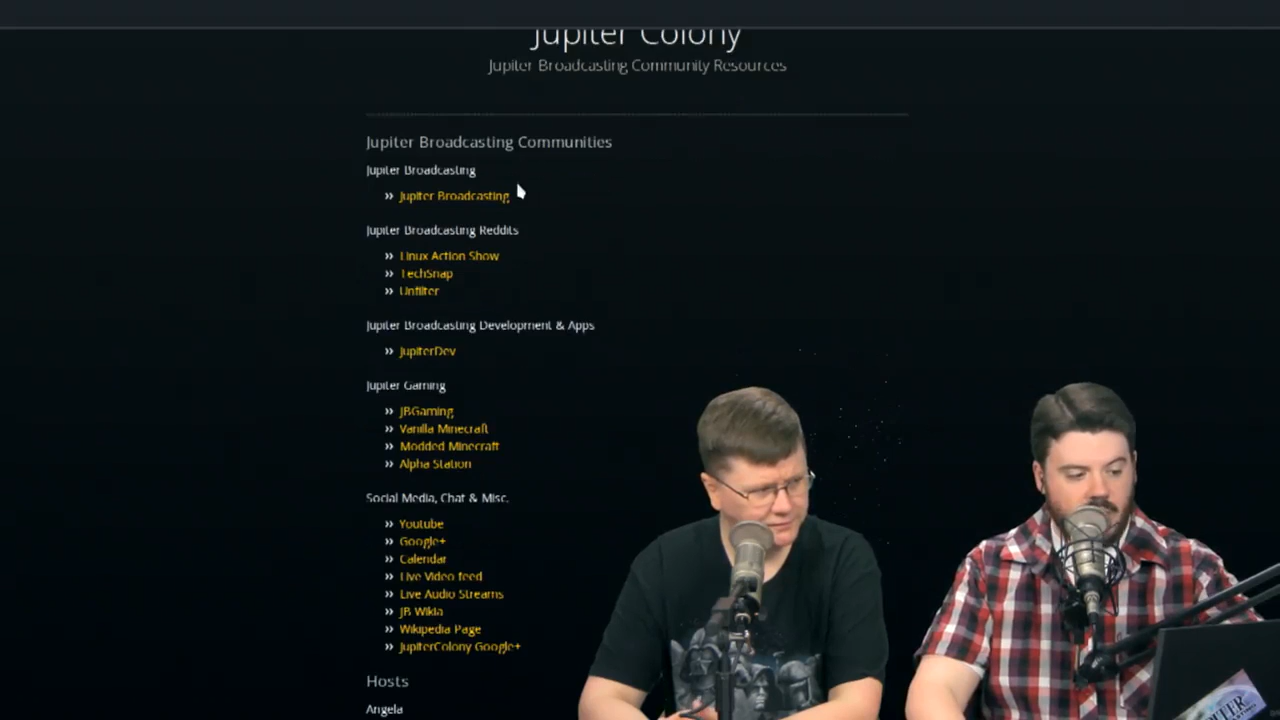 Jupiter Colony
Jupiter Broadcasting Community Resources
Jupiter Broadcasting Communities
Jupiter Broadcasting
» Jupiter Broadcasting
Jupiter Broadcasting Reddits
» Linux Action Show
» TechSnap
» Unfilter
Jupiter Broadcasting Development & Apps
» JupiterDev
Jupiter Gaming
» JBGaming
» Vanilla Minecraft
» Modded Minecraft
» Alpha Station
Social Media, Chat & Misc.
» Youtube
» Google+
» Calendar
» Live Video feed
» Live Audio Streams
» JB Wikia
» Wikipedia Page
» JupiterColony Google+
Hosts
Angela